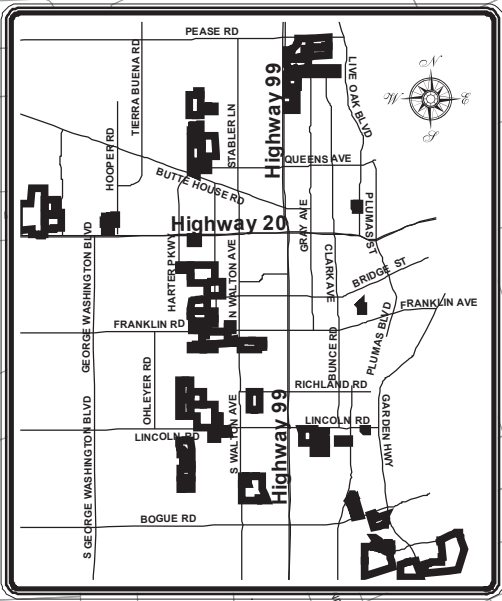 PEASE RD
TIERRA BUENA RD
HOOPER RD
STABLER LN
Highway 99
LIVE OAK BLVD
N
W
E
S
QUEENS AVE
BUTTE HOUSE RD
Highway 20
GRAY AVE
PLUMAS ST
GEORGE WASHINGTON BLVD
HARTER PKWY
N WALTON AVE
CLARK AVE
BRIDGE ST
FRANKLIN AVE
FRANKLIN RD
PLUMAS BLVD
BUNCE RD
OHLEYER RD
RICHLAND RD
S GEORGE WASHINGTON BLVD
S WALTON AVE
Highway 99
LINCOLN RD
LINCOLN RD
GARDEN HWY
BOGUE RD